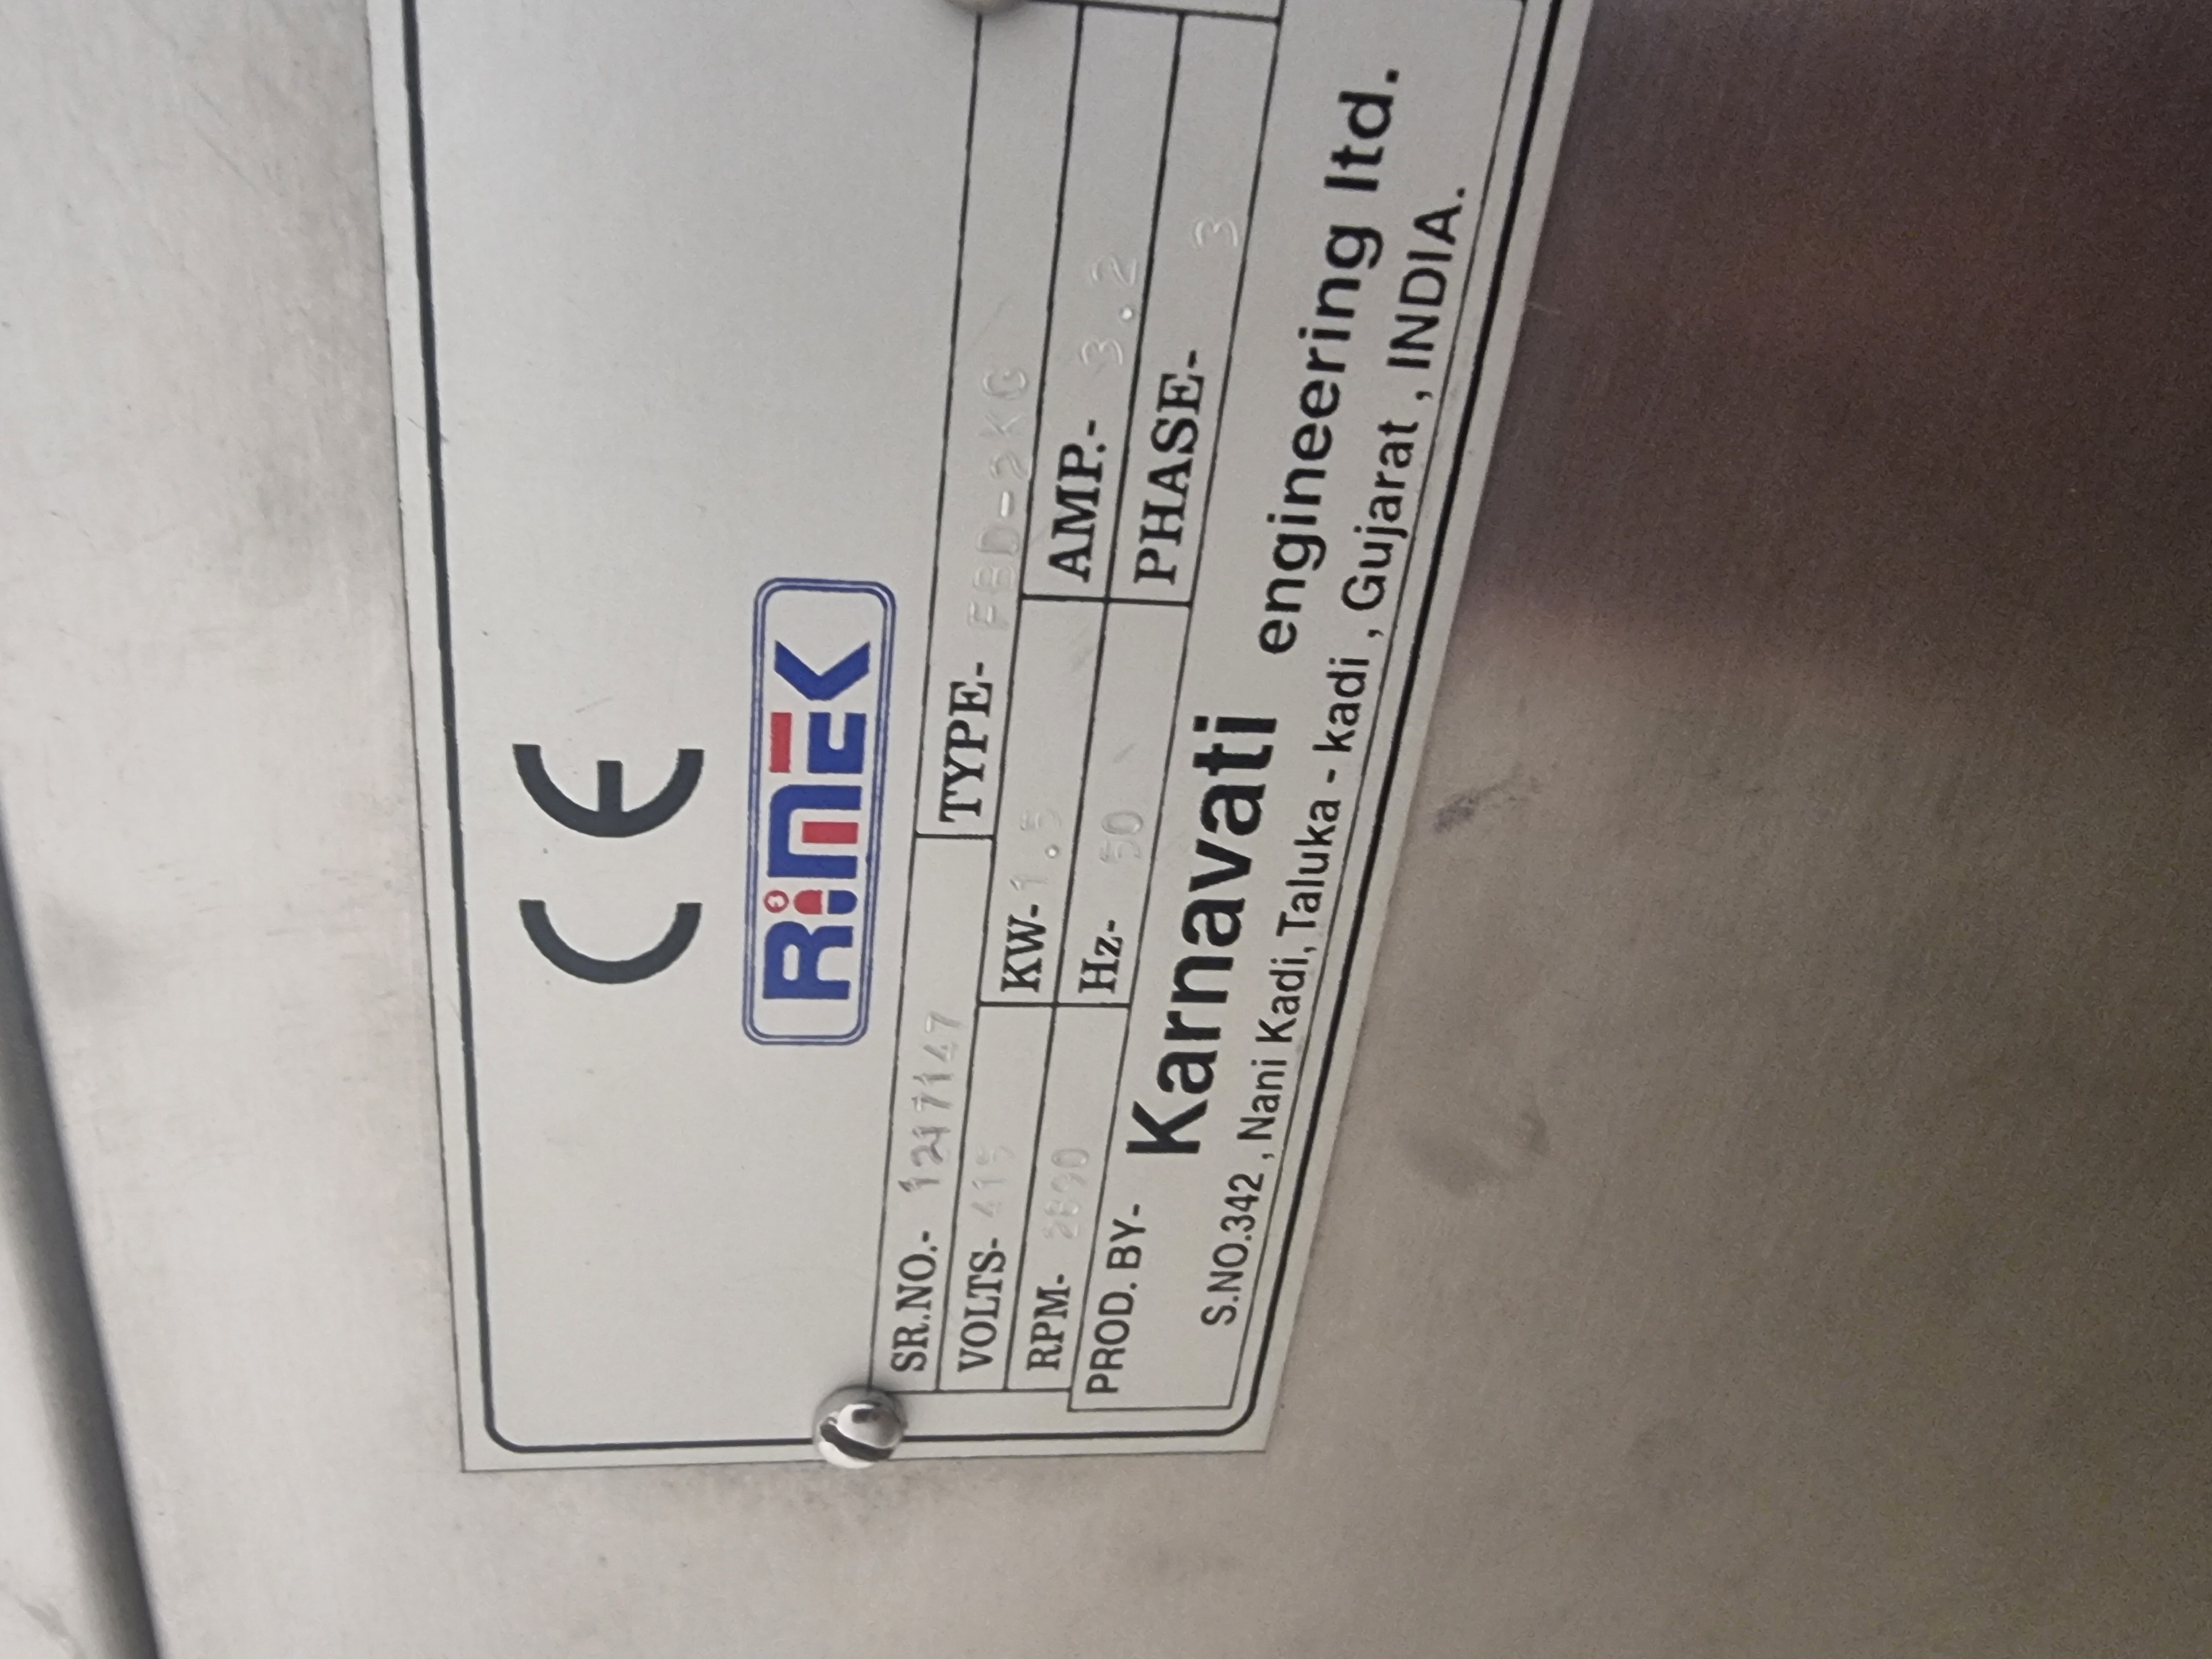 CE
RiMEK
SR.NO.- 1217147 TYPE- FBD-2KG
VOLTS- 415 KW- 1.5 AMP.- 3.2
RPM- Hz- 50 PHASE- 3
PROD. BY- Karnavati engineering ltd.
S.NO.342 , Nani Kadi, Taluka - kadi , Gujarat , INDIA.